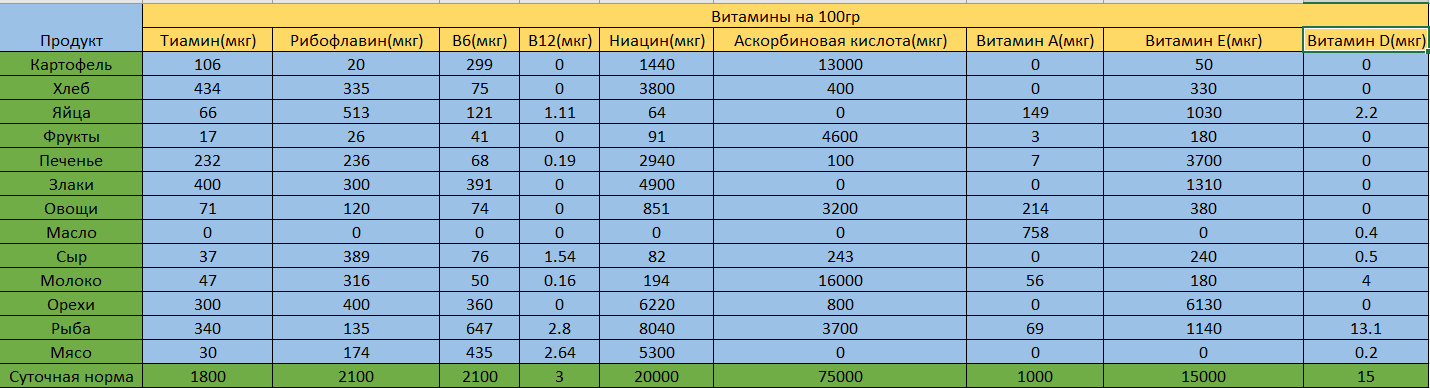 Витамины на 100гр
Продукт Тиамин(мкг) Рибофлавин(мкг) B6(мкг) B12(мкг) Ниацин(мкг) Аскорбиновая кислота(мкг) Витамин A(мкг) Витамин E(мкг) Витамин D(мкг)
Картофель 106 20 299 0 1440 13000 0 50 0
Хлеб 434 335 75 0 3800 400 0 330 0
Яйца 66 513 121 1.11 64 0 149 1030 2.2
Фрукты 17 26 41 0 91 4600 3 180 0
Печенье 232 236 68 0.19 2940 100 7 3700 0
Злаки 400 300 391 0 4900 0 0 1310 0
Овощи 71 120 74 0 851 3200 214 380 0
Масло 0 0 0 0 0 0 758 0 0.4
Сыр 37 389 76 1.54 82 243 0 240 0.5
Молоко 47 316 50 0.16 194 16000 56 180 4
Орехи 300 400 360 0 6220 800 0 6130 0
Рыба 340 135 647 2.8 8040 3700 69 1140 13.1
Мясо 30 174 435 2.64 5300 0 0 0 0.2
Суточная норма 1800 2100 2100 3 20000 75000 1000 15000 15